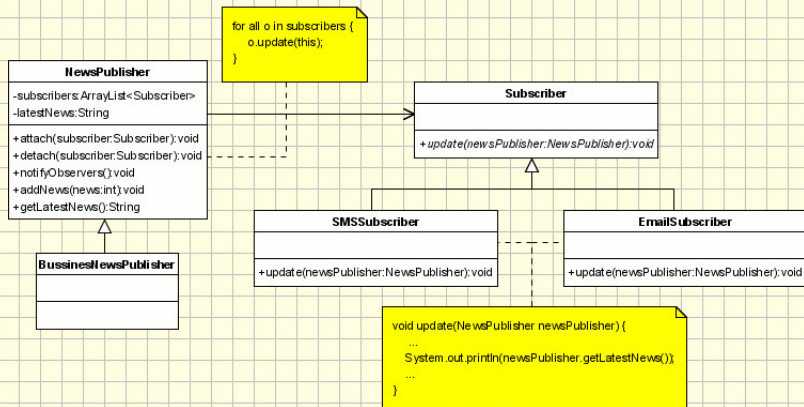 for all o in subscribers {
o.update(this);
}
NewsPublisher
-subscribers:ArrayList<Subscriber>
-latestNews:String
+attach(subscriber:Subscriber):void
+detach(subscriber:Subscriber):void
+notifyObservers():void
+addNews(news:int):void
+getLatestNews():String
Subscriber
+update(newsPublisher:NewsPublisher):void
BussinesNewsPublisher
SMSSubscriber
+update(newsPublisher:NewsPublisher):void
EmailSubscriber
+update(newsPublisher:NewsPublisher):void
void update(NewsPublisher newsPublisher) {
...
System.out.println(newsPublisher.getLatestNews());
...
}